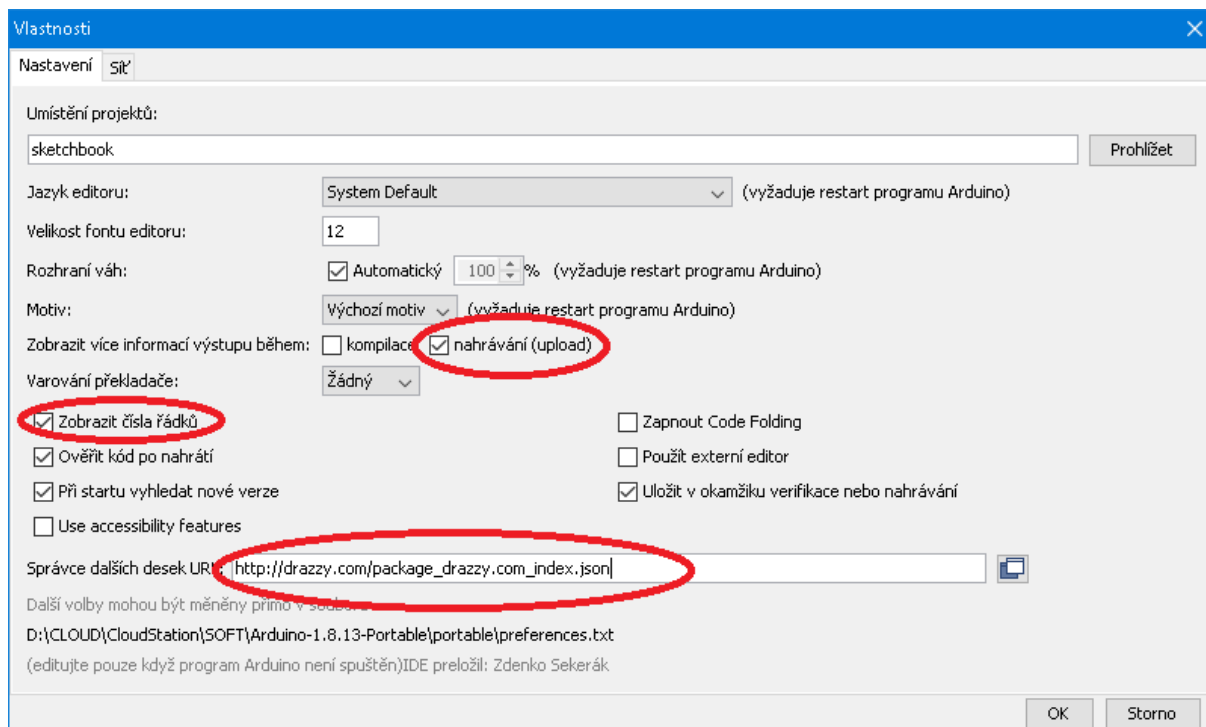 Vlastnosti
Nastavení Síť
Umístění projektů:
sketchbook Prohlížet
Jazyk editoru: System Default (vyžaduje restart programu Arduino)
Velikost fontu editoru: 12
Rozhraní váh: Automatický 100 % (vyžaduje restart programu Arduino)
Motiv: Výchozí motiv (vyžaduje restart programu Arduino)
Zobrazit více informací výstupu během: kompilace nahrávání (upload)
Varování překladače: Žádný
Zobrazit čísla řádků Zapnout Code Folding
Ověřit kód po nahrátí Použít externí editor
Při startu vyhledat nové verze Uložit v okamžiku verifikace nebo nahrávání
Use accessibility features
Správce dalších desek URL: http://drazzy.com/package_drazzy.com_index.json
Další volby mohou být měněny přímo v
D:\CLOUD\CloudStation\SOFT\Arduino-1.8.13-Portable\portable\preferences.txt
(editujte pouze když program Arduino není spuštěn)IDE preložil: Zdenko Sekerák
OK Storno